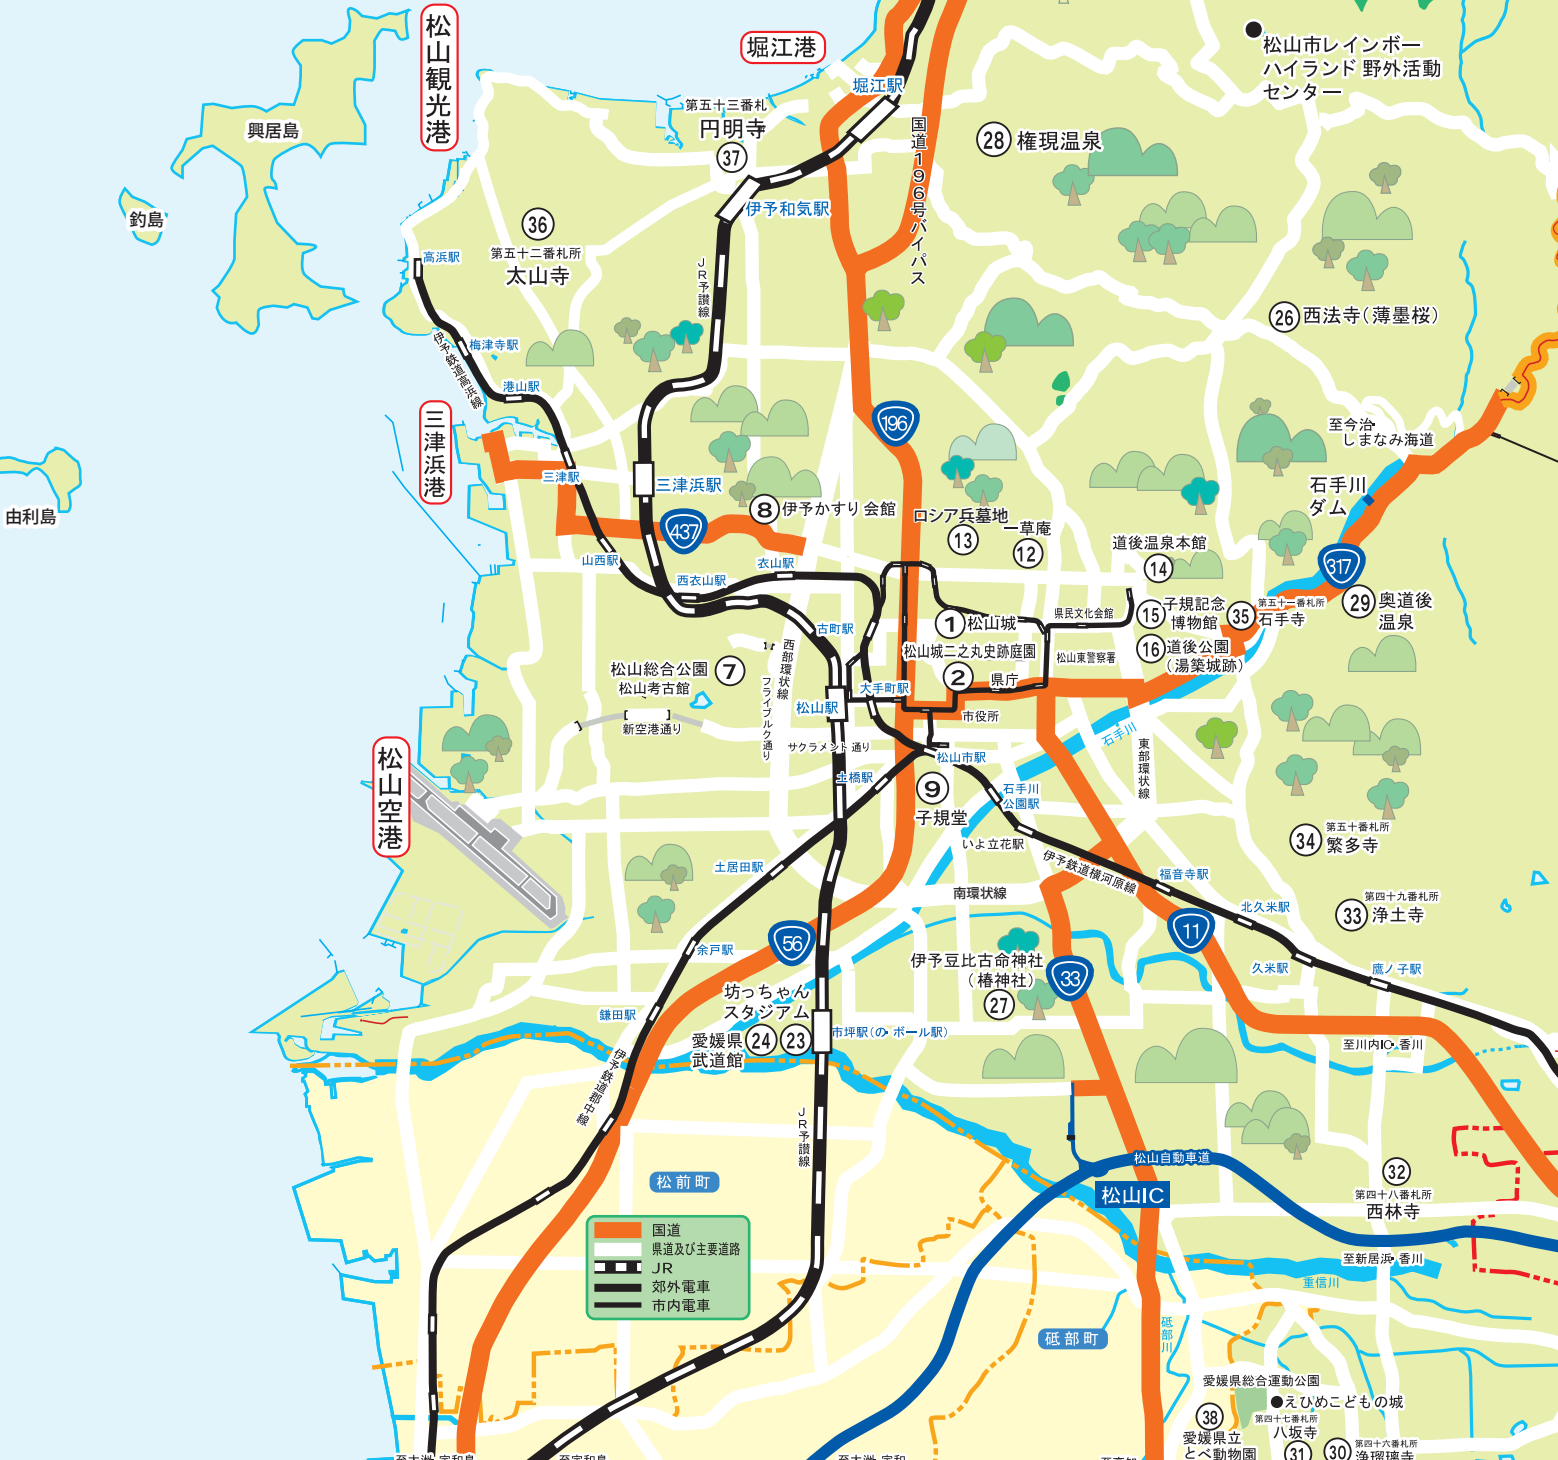 松山観光港
堀江港
堀江駅
松山市レインボー
ハイランド 野外活動
センター
興居島
釣島
由利島
第五十三番札
円明寺
37
国道196号バイパス
28 権現温泉
伊予和気駅
36
第五十二番札所
太山寺
高浜駅
JR予讃線
梅津寺駅
伊予鉄道高浜線
港山駅
26 西法寺(薄墨桜)
三津浜港
三津駅
三津浜駅
196
至今治・
しまなみ海道
石手川
ダム
8 伊予かすり会館
437
ロシア兵墓地
13
一草庵
12
道後温泉本館
14
317
山西駅
西衣山駅
衣山駅
古町駅
1 松山城
県民文化会館
15 子規記念
博物館
35
第五十一番札所
石手寺
29 奥道後
温泉
松山城二之丸史跡庭園
2
松山東警察署
16 道後公園
(湯築城跡)
松山総合公園
松山考古館
7
西部環状線
フライブルク通り
大手町駅
県庁
松山駅
市役所
新空港通り
サクラメント通り
石手川
東部環状線
松山空港
土橋駅
松山市駅
9
子規堂
石手川
公園駅
いよ立花駅
伊予鉄道横河原線
34
第五十番札所
繁多寺
土居田駅
福音寺駅
南環状線
北久米駅
33
第四十九番札所
浄土寺
56
11
余戸駅
伊予豆比古命神社
(椿神社)
27
33
久米駅
鷹ノ子駅
坊っちゃん
スタジアム
鎌田駅
愛媛県
武道館
24 23
市坪駅(の・ボール駅)
至川内IC・香川
伊予鉄道郡中線
JR予讃線
松山自動車道
松山IC
32
第四十八番札所
西林寺
松前町
国道
県道及び主要道路
JR
郊外電車
市内電車
至新居浜・香川
重信川
砥部川
砥部町
愛媛県総合運動公園
えひめこどもの城
38
愛媛県立
とべ動物園
第四十七番札所
八坂寺
31
30
第四十六番札所
浄瑠璃寺